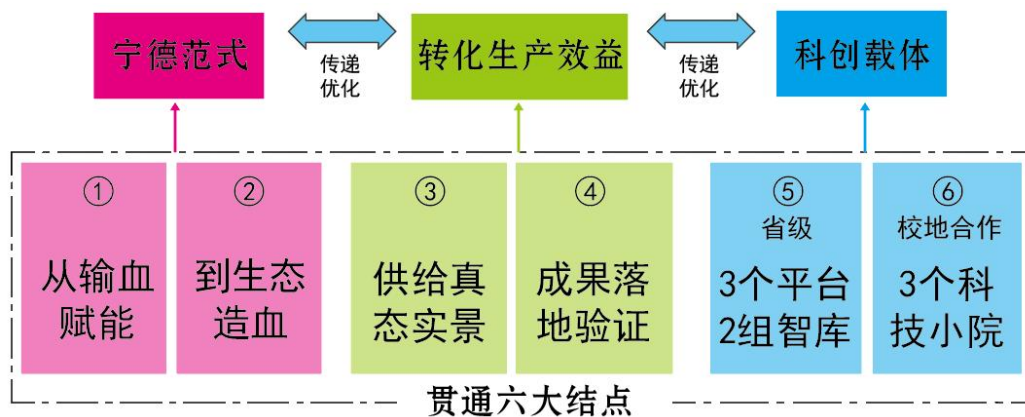 宁德范式
传递
优化
转化生产效益
传递
优化
科创载体
①
从输血
赋能
②
到生态
造血
③
供给真
态实景
④
成果落
地验证
⑤
省级
3个平台
2组智库
⑥
校地合作
3个科
技小院
贯通六大结点